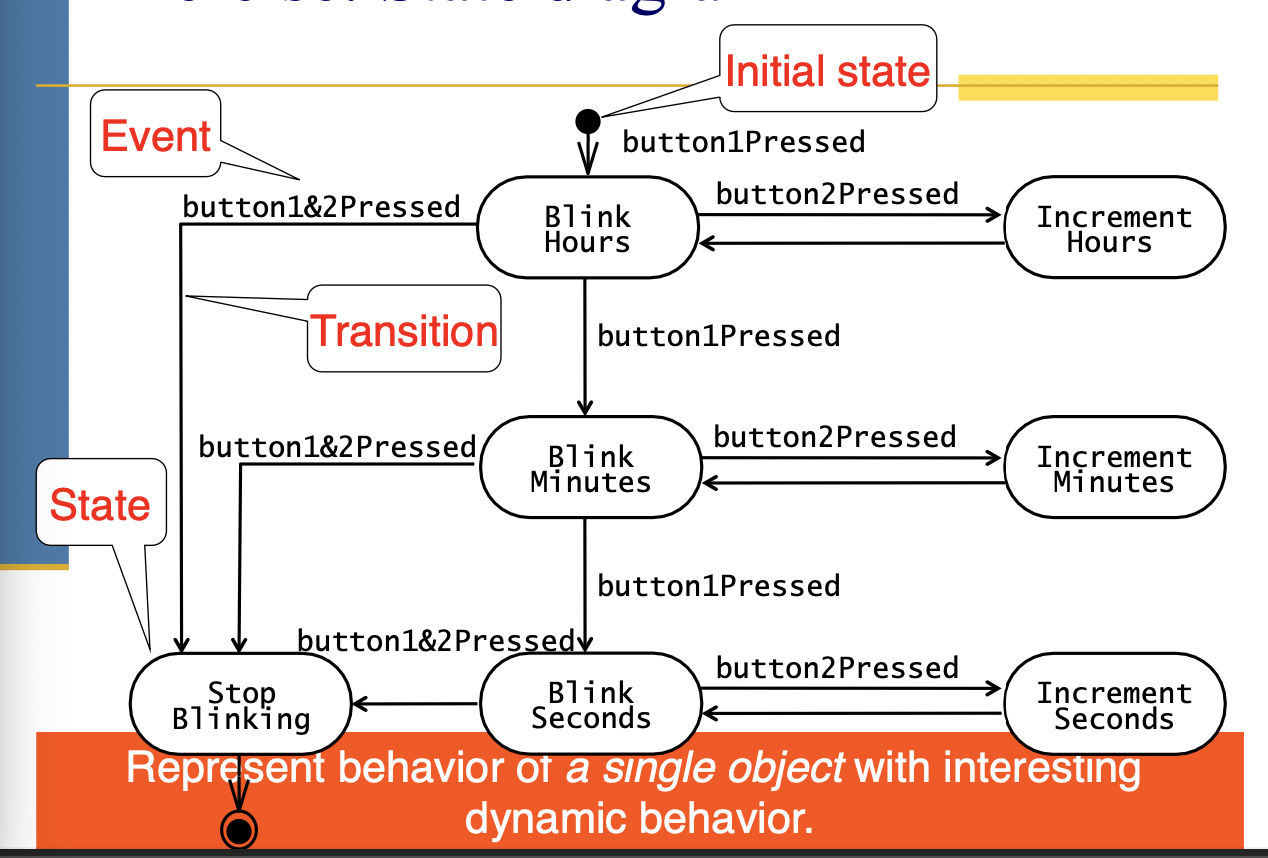 Initial state
Event
button1Pressed
button2Pressed
button1&2Pressed
Blink
Hours
Increment
Hours
Transition
button1Pressed
button2Pressed
button1&2Pressed
Blink
Minutes
Increment
Minutes
State
button1Pressed
button1&2Pressed
button2Pressed
Stop
Blinking
Blink
Seconds
Increment
Seconds
Represent behavior of a single object with interesting
dynamic behavior.